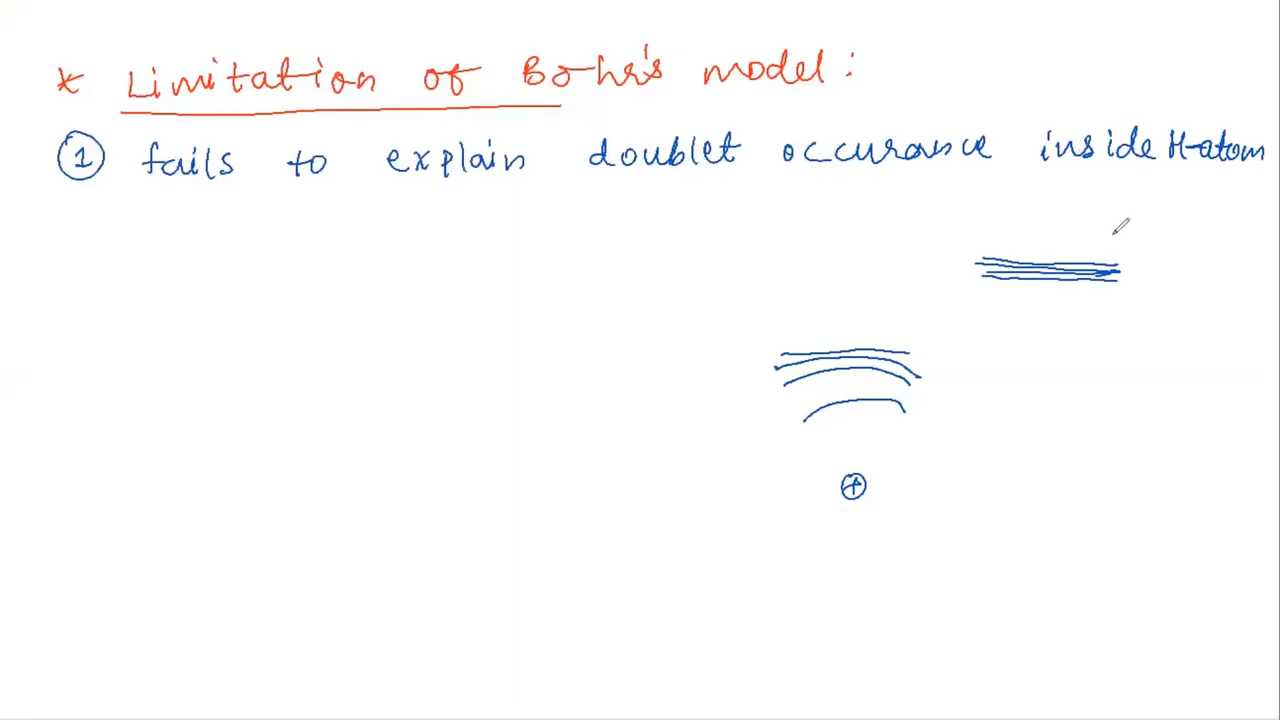 * Limitation of Bohr's model :
① fails to explain doublet occurance inside H-atom
+